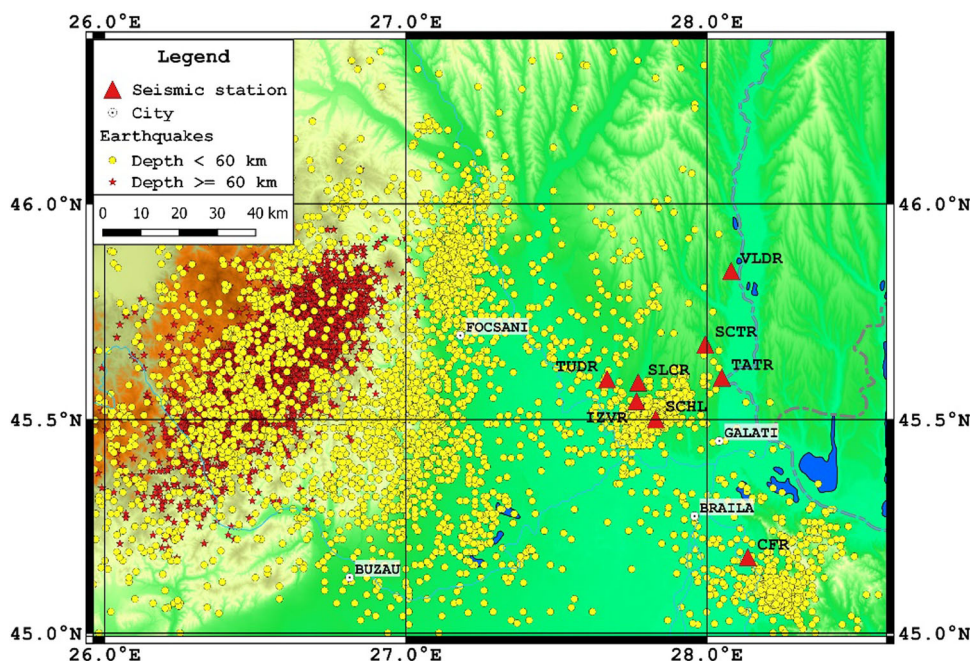 26.0°E 27.0°E 28.0°E
Legend
Seismic station
City
Earthquakes
Depth < 60 km
Depth >= 60 km
0 10 20 30 40 km
46.0°N 46.0°N
VLDR
FOCSANI
SCTR
TUDR SLCR TATR
IZVR SCHL
45.5°N 45.5°N
GALATI
BRAILA
CFR
BUZAU
45.0°N 45.0°N
26.0°E 27.0°E 28.0°E